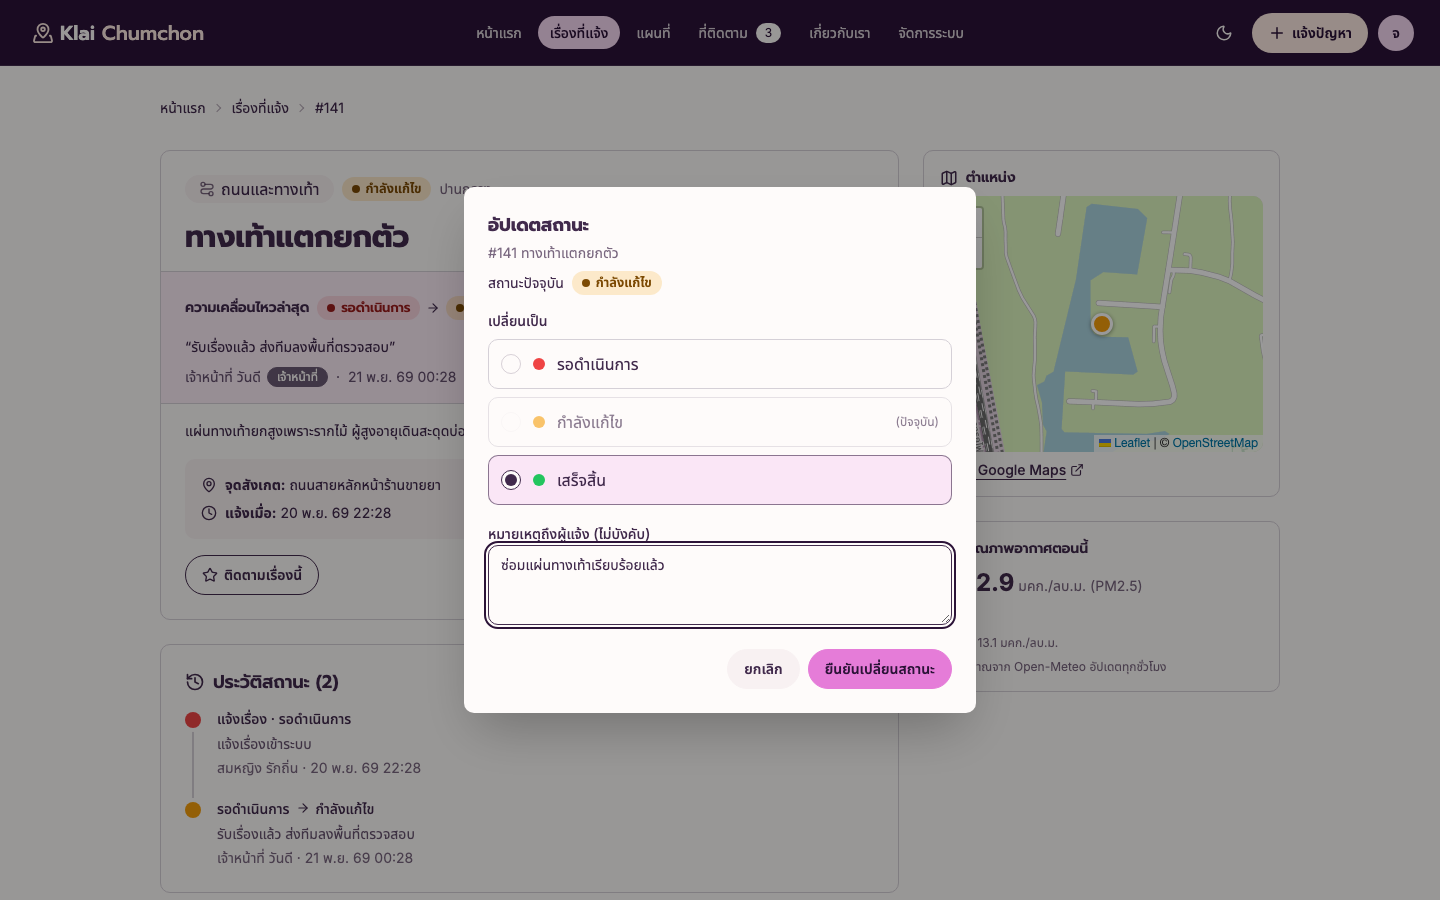 Klai Chumchon
หน้าแรก
เรื่องที่แจ้ง
แผนที่
ที่ติดตาม 3
เกี่ยวกับเรา
จัดการระบบ
แจ้งปัญหา
จ
หน้าแรก > เรื่องที่แจ้ง > #141
ถนนและทางเท้า
กำลังแก้ไข
ทางเท้าแตกยกตัว
ความเคลื่อนไหวล่าสุด รอดำเนินการ →
“รับเรื่องแล้ว ส่งทีมลงพื้นที่ตรวจสอบ”
เจ้าหน้าที่ วันดี เจ้าหน้าที่ · 21 พ.ย. 69 00:28
แผ่นทางเท้ายกสูงเพราะรากไม้ ผู้สูงอายุเดินสะดุดบ่อ
จุดสังเกต: ถนนสายหลักหน้าร้านขายยา
แจ้งเมื่อ: 20 พ.ย. 69 22:28
ติดตามเรื่องนี้
ประวัติสถานะ (2)
แจ้งเรื่อง · รอดำเนินการ
แจ้งเรื่องเข้าระบบ
สมหญิง รักถิ่น · 20 พ.ย. 69 22:28
รอดำเนินการ → กำลังแก้ไข
รับเรื่องแล้ว ส่งทีมลงพื้นที่ตรวจสอบ
เจ้าหน้าที่ วันดี · 21 พ.ย. 69 00:28
อัปเดตสถานะ
#141 ทางเท้าแตกยกตัว
สถานะปัจจุบัน กำลังแก้ไข
เปลี่ยนเป็น
รอดำเนินการ
กำลังแก้ไข (ปัจจุบัน)
เสร็จสิ้น
หมายเหตุถึงผู้แจ้ง (ไม่บังคับ)
ซ่อมแผ่นทางเท้าเรียบร้อยแล้ว
ยกเลิก
ยืนยันเปลี่ยนสถานะ
ตำแหน่ง
Leaflet | © OpenStreetMap
Google Maps
ณภาพอากาศตอนนี้
2.9 มคก./ลบ.ม. (PM2.5)
13.1 มคก./ลบ.ม.
Open-Meteo อัปเดตทุกชั่วโมง